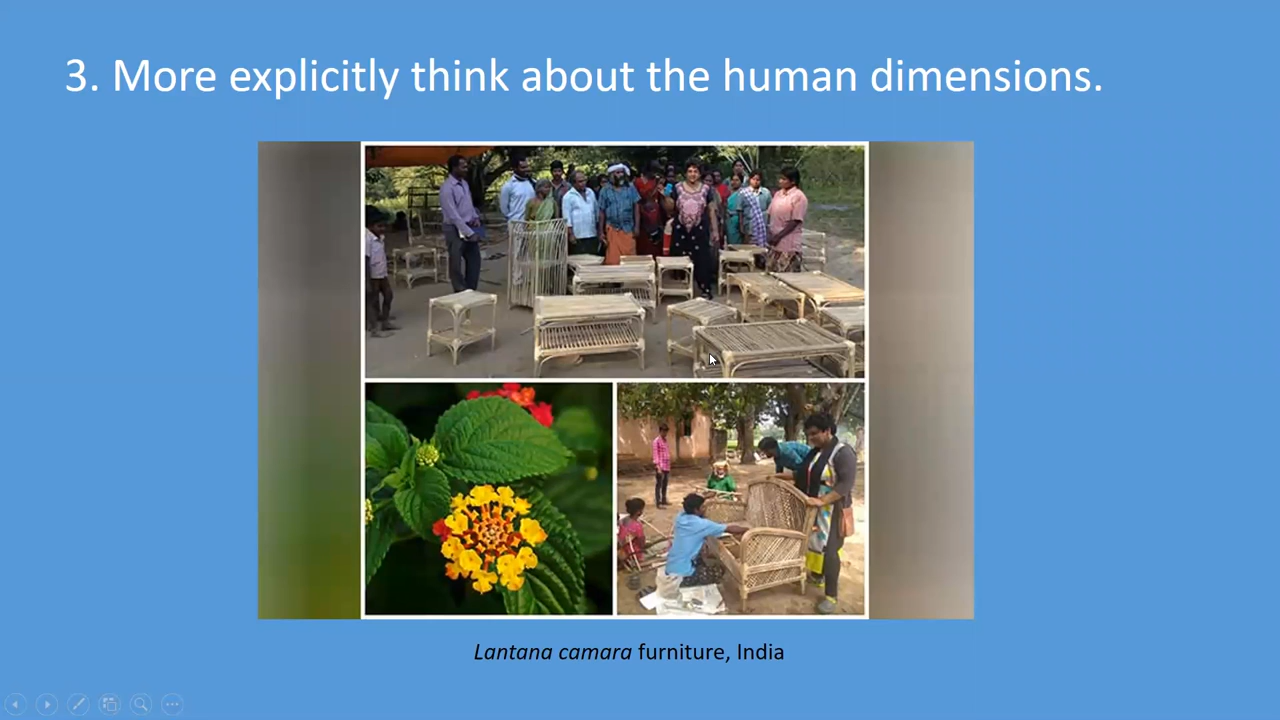 3. More explicitly think about the human dimensions.
Lantana camara furniture, India